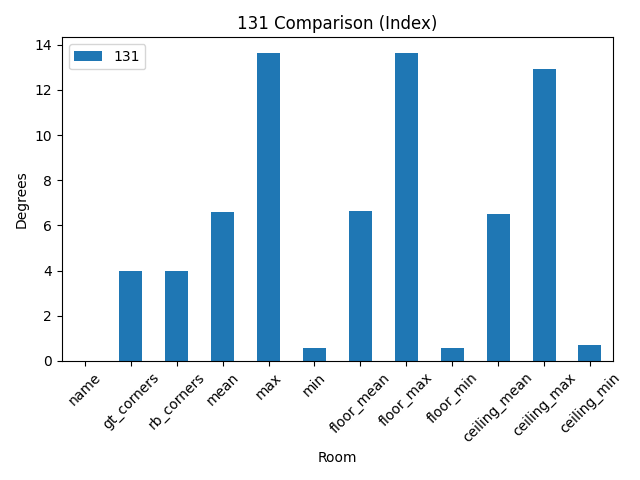 131 Comparison (Index)
131
Degrees
14
12
10
8
6
4
2
0
name
gt_corners
rb_corners
mean
max
min
floor_mean
floor_max
floor_min
ceiling_mean
ceiling_max
ceiling_min
Room